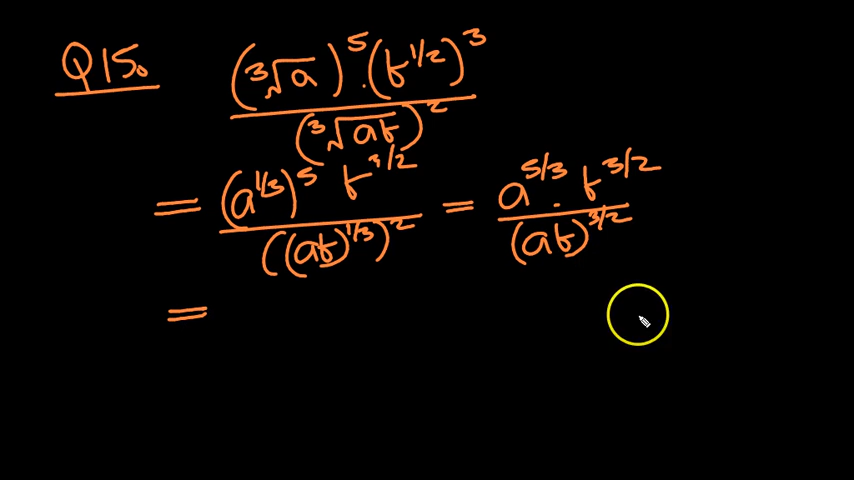 Q15.
(∛a)^5 . (b^{1/2})^3 / (∛ab)^2
= (a^{1/3})^5 b^{3/2} / ((ab)^{1/3})^2 = a^{5/3} . b^{3/2} / (ab)^{3/2}
=